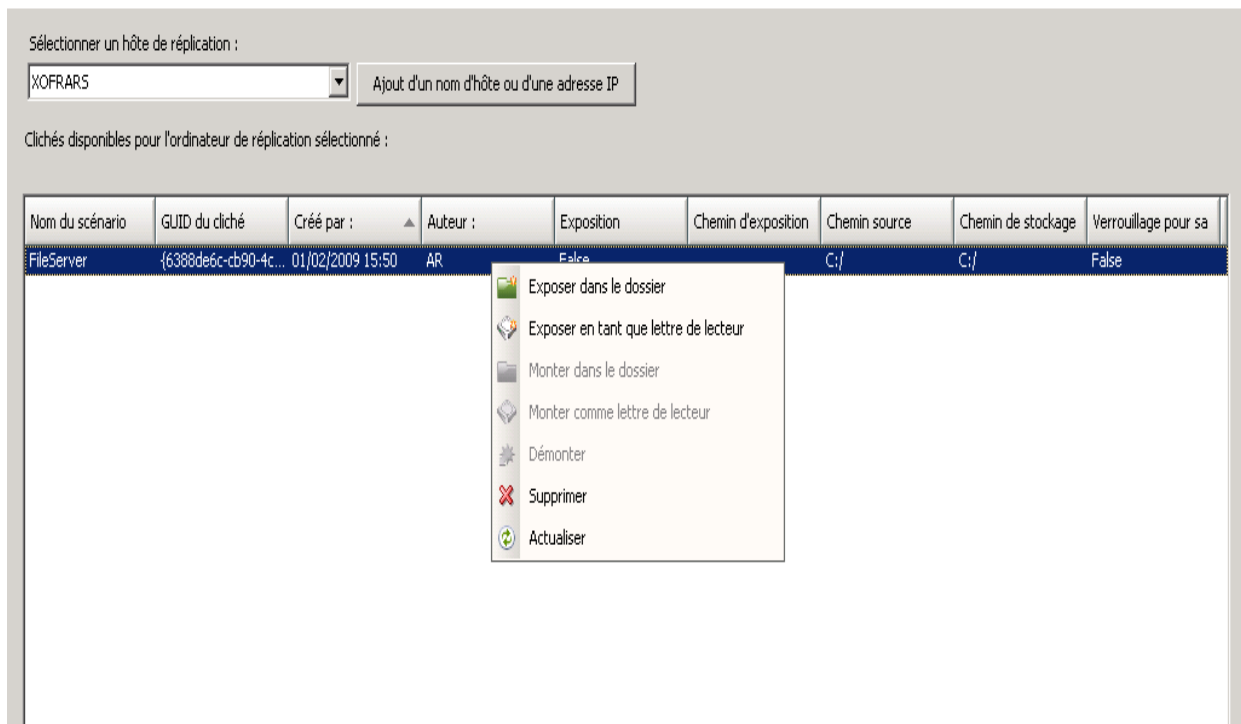 Sélectionner un hôte de réplication :
XOFRARS
Ajout d'un nom d'hôte ou d'une adresse IP
Clichés disponibles pour l'ordinateur de réplication sélectionné :
Nom du scénario GUID du cliché Créé par : Auteur : Exposition Chemin d'exposition Chemin source Chemin de stockage Verrouillage pour sa
FileServer {6388de6c-cb90-4c... 01/02/2009 15:50 AR False C:/ C:/ False
Exposer dans le dossier
Exposer en tant que lettre de lecteur
Monter dans le dossier
Monter comme lettre de lecteur
Démonter
Supprimer
Actualiser